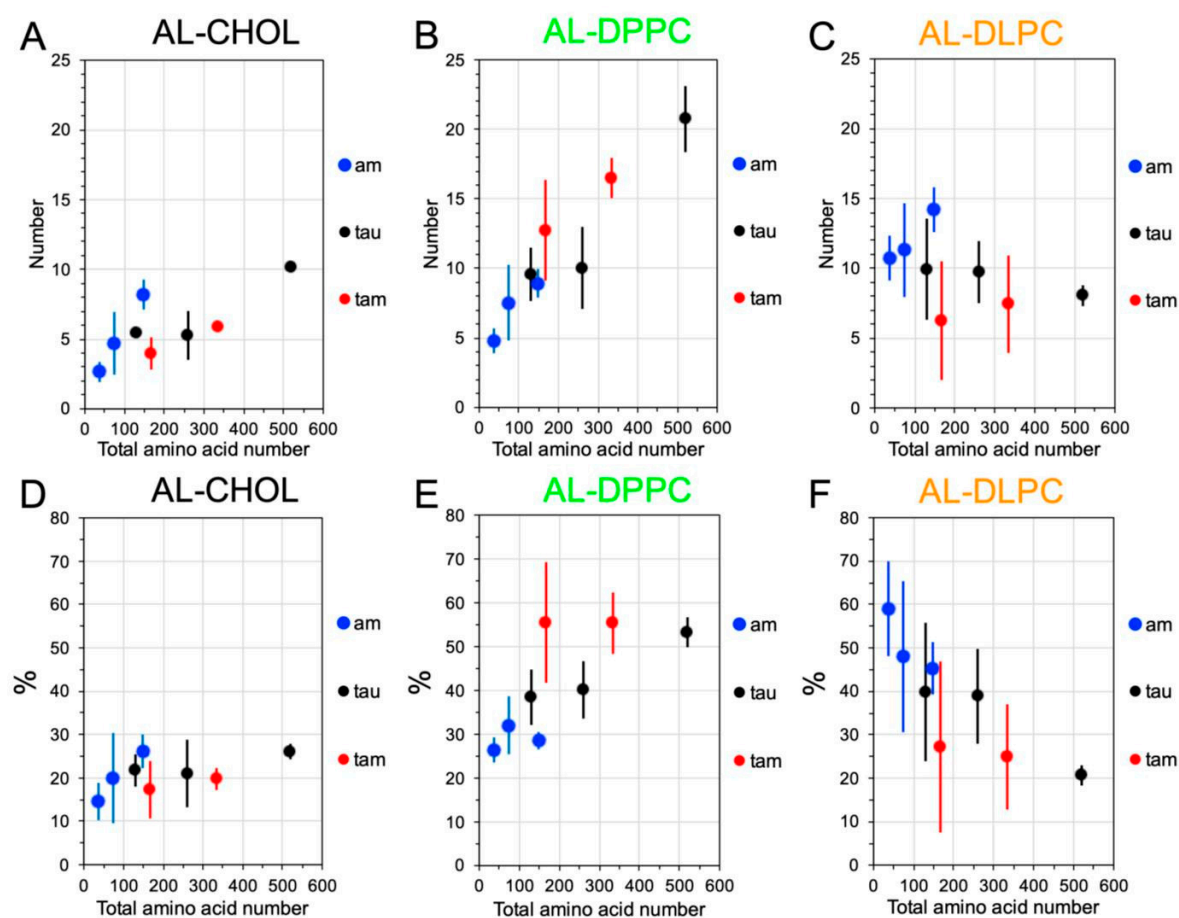 A AL-CHOL
25
20
15
10
5
0
Number
0 100 200 300 400 500 600
Total amino acid number
am
tau
tam
B AL-DPPC
25
20
15
10
5
0
Number
0 100 200 300 400 500 600
Total amino acid number
am
tau
tam
C AL-DLPC
25
20
15
10
5
0
Number
0 100 200 300 400 500 600
Total amino acid number
am
tau
tam
D AL-CHOL
80
70
60
50
40
30
20
10
0
%
0 100 200 300 400 500 600
Total amino acid number
am
tau
tam
E AL-DPPC
80
70
60
50
40
30
20
10
0
%
0 100 200 300 400 500 600
Total amino acid number
am
tau
tam
F AL-DLPC
80
70
60
50
40
30
20
10
0
%
0 100 200 300 400 500 600
Total amino acid number
am
tau
tam